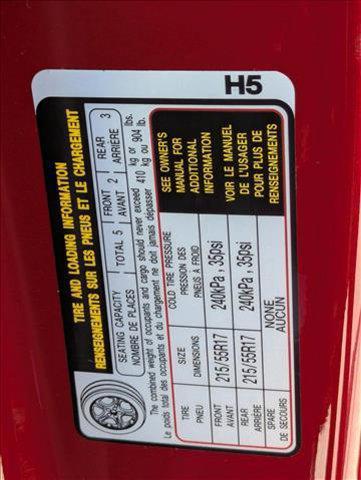 H5
TIRE AND LOADING INFORMATION
RENSEIGNEMENTS SUR LES PNEUS ET LE CHARGEMENT
SEATING CAPACITY
NOMBRE DE PLACES
TOTAL 5
FRONT
AVANT
2
REAR
ARRIÈRE
3
The combined weight of occupants and cargo should never exceed 410 kg or 904 lbs.
Le poids total des occupants et du chargement ne doit jamais dépasser 410 kg ou 904 lb.
TIRE
PNEU
SIZE
DIMENSIONS
COLD TIRE PRESSURE
PRESSION DES
PNEUS À FROID
SEE OWNER'S
MANUAL FOR
ADDITIONAL
INFORMATION
VOIR LE MANUEL
DE L'USAGER
POUR PLUS DE
RENSEIGNEMENTS
FRONT
AVANT
215/55R17
240kPa, 35psi
REAR
ARRIÈRE
215/55R17
240kPa, 35psi
SPARE
DE SECOURS
NONE
AUCUN